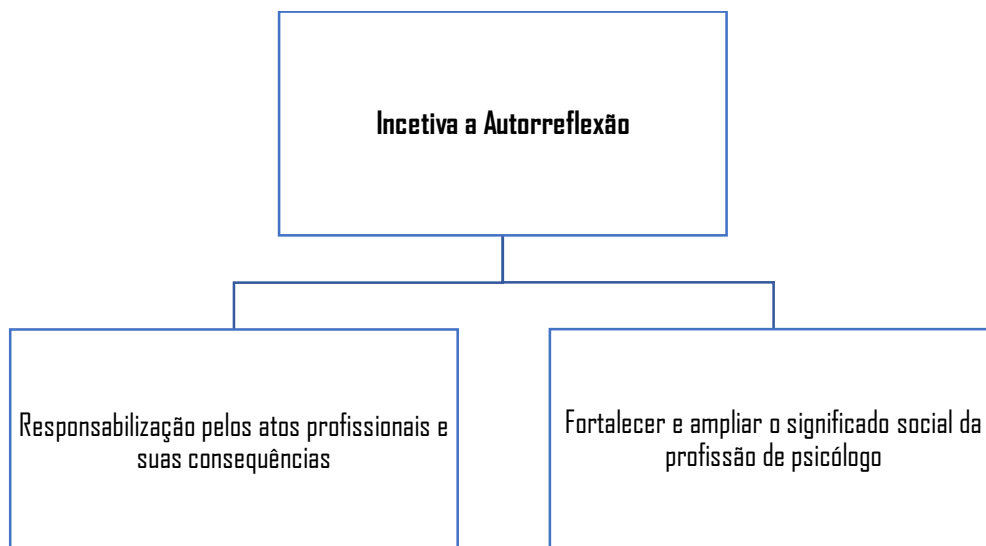 Incetiva a Autorreflexão
Responsabilização pelos atos profissionais e
suas consequências
Fortalecer e ampliar o significado social da
profissão de psicólogo